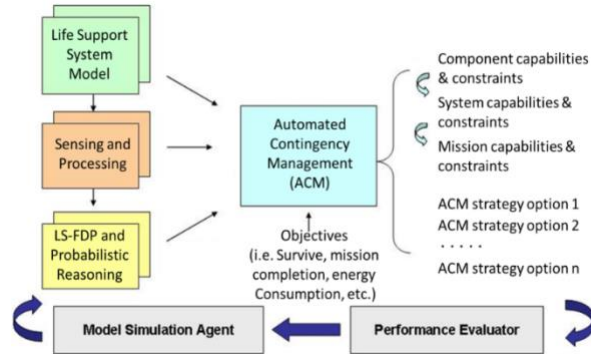 Life Support
System
Model
Sensing and
Processing
LS-FDP and
Probabilistic
Reasoning
Automated
Contingency
Management
(ACM)
Objectives
(i.e. Survive, mission
completion, energy
Consumption, etc.)
Component capabilities
& constraints
System capabilities &
constraints
Mission capabilities &
constraints
ACM strategy option 1
ACM strategy option 2
. . . . .
ACM strategy option n
Model Simulation Agent
Performance Evaluator